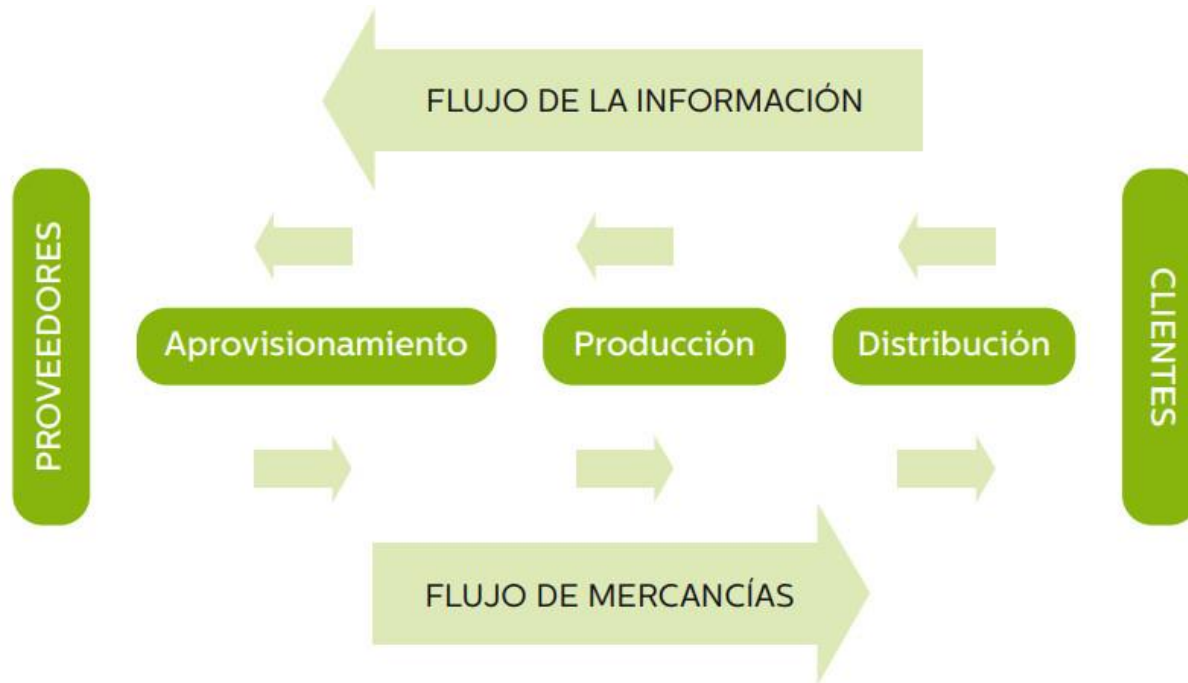 FLUJO DE LA INFORMACIÓN
PROVEEDORES
Aprovisionamiento
Producción
Distribución
CLIENTES
FLUJO DE MERCANCÍAS